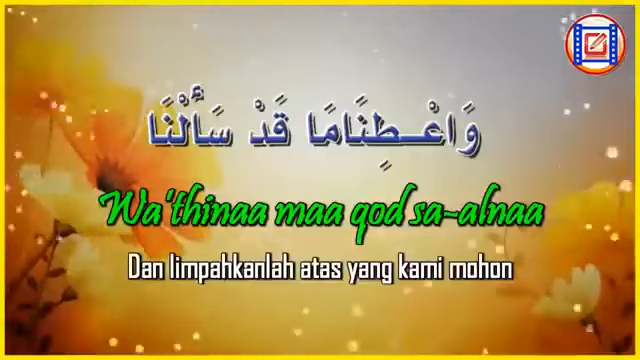 وَاعْطِنَامَا قَدْ سَأَلْنَا
Wa'thinaa maa qod sa-alnaa
Dan limpahkanlah atas yang kami mohon